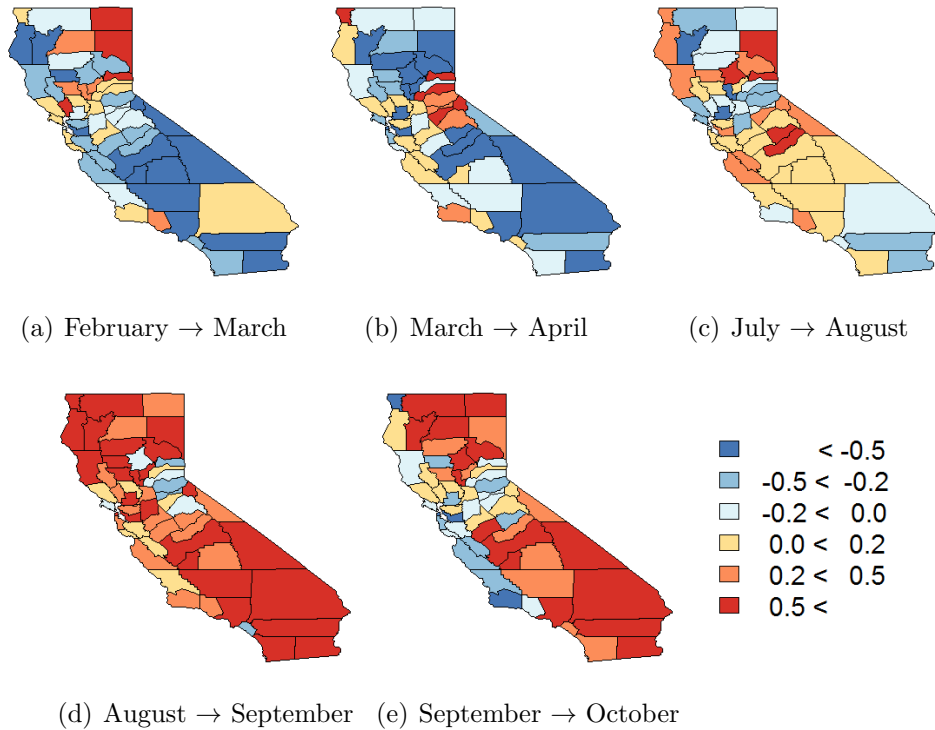 (a) February → March
(b) March → April
(c) July → August
< -0.5
-0.5 < -0.2
-0.2 < 0.0
0.0 < 0.2
0.2 < 0.5
0.5 <
(d) August → September
(e) September → October